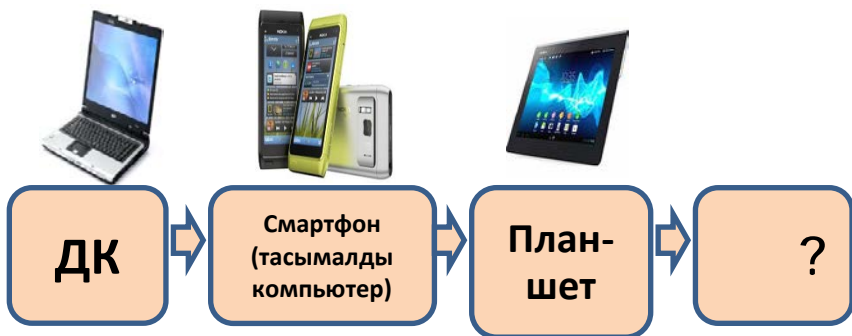 ДК
Смартфон
(тасымалды
компьютер)
План-
шет
?